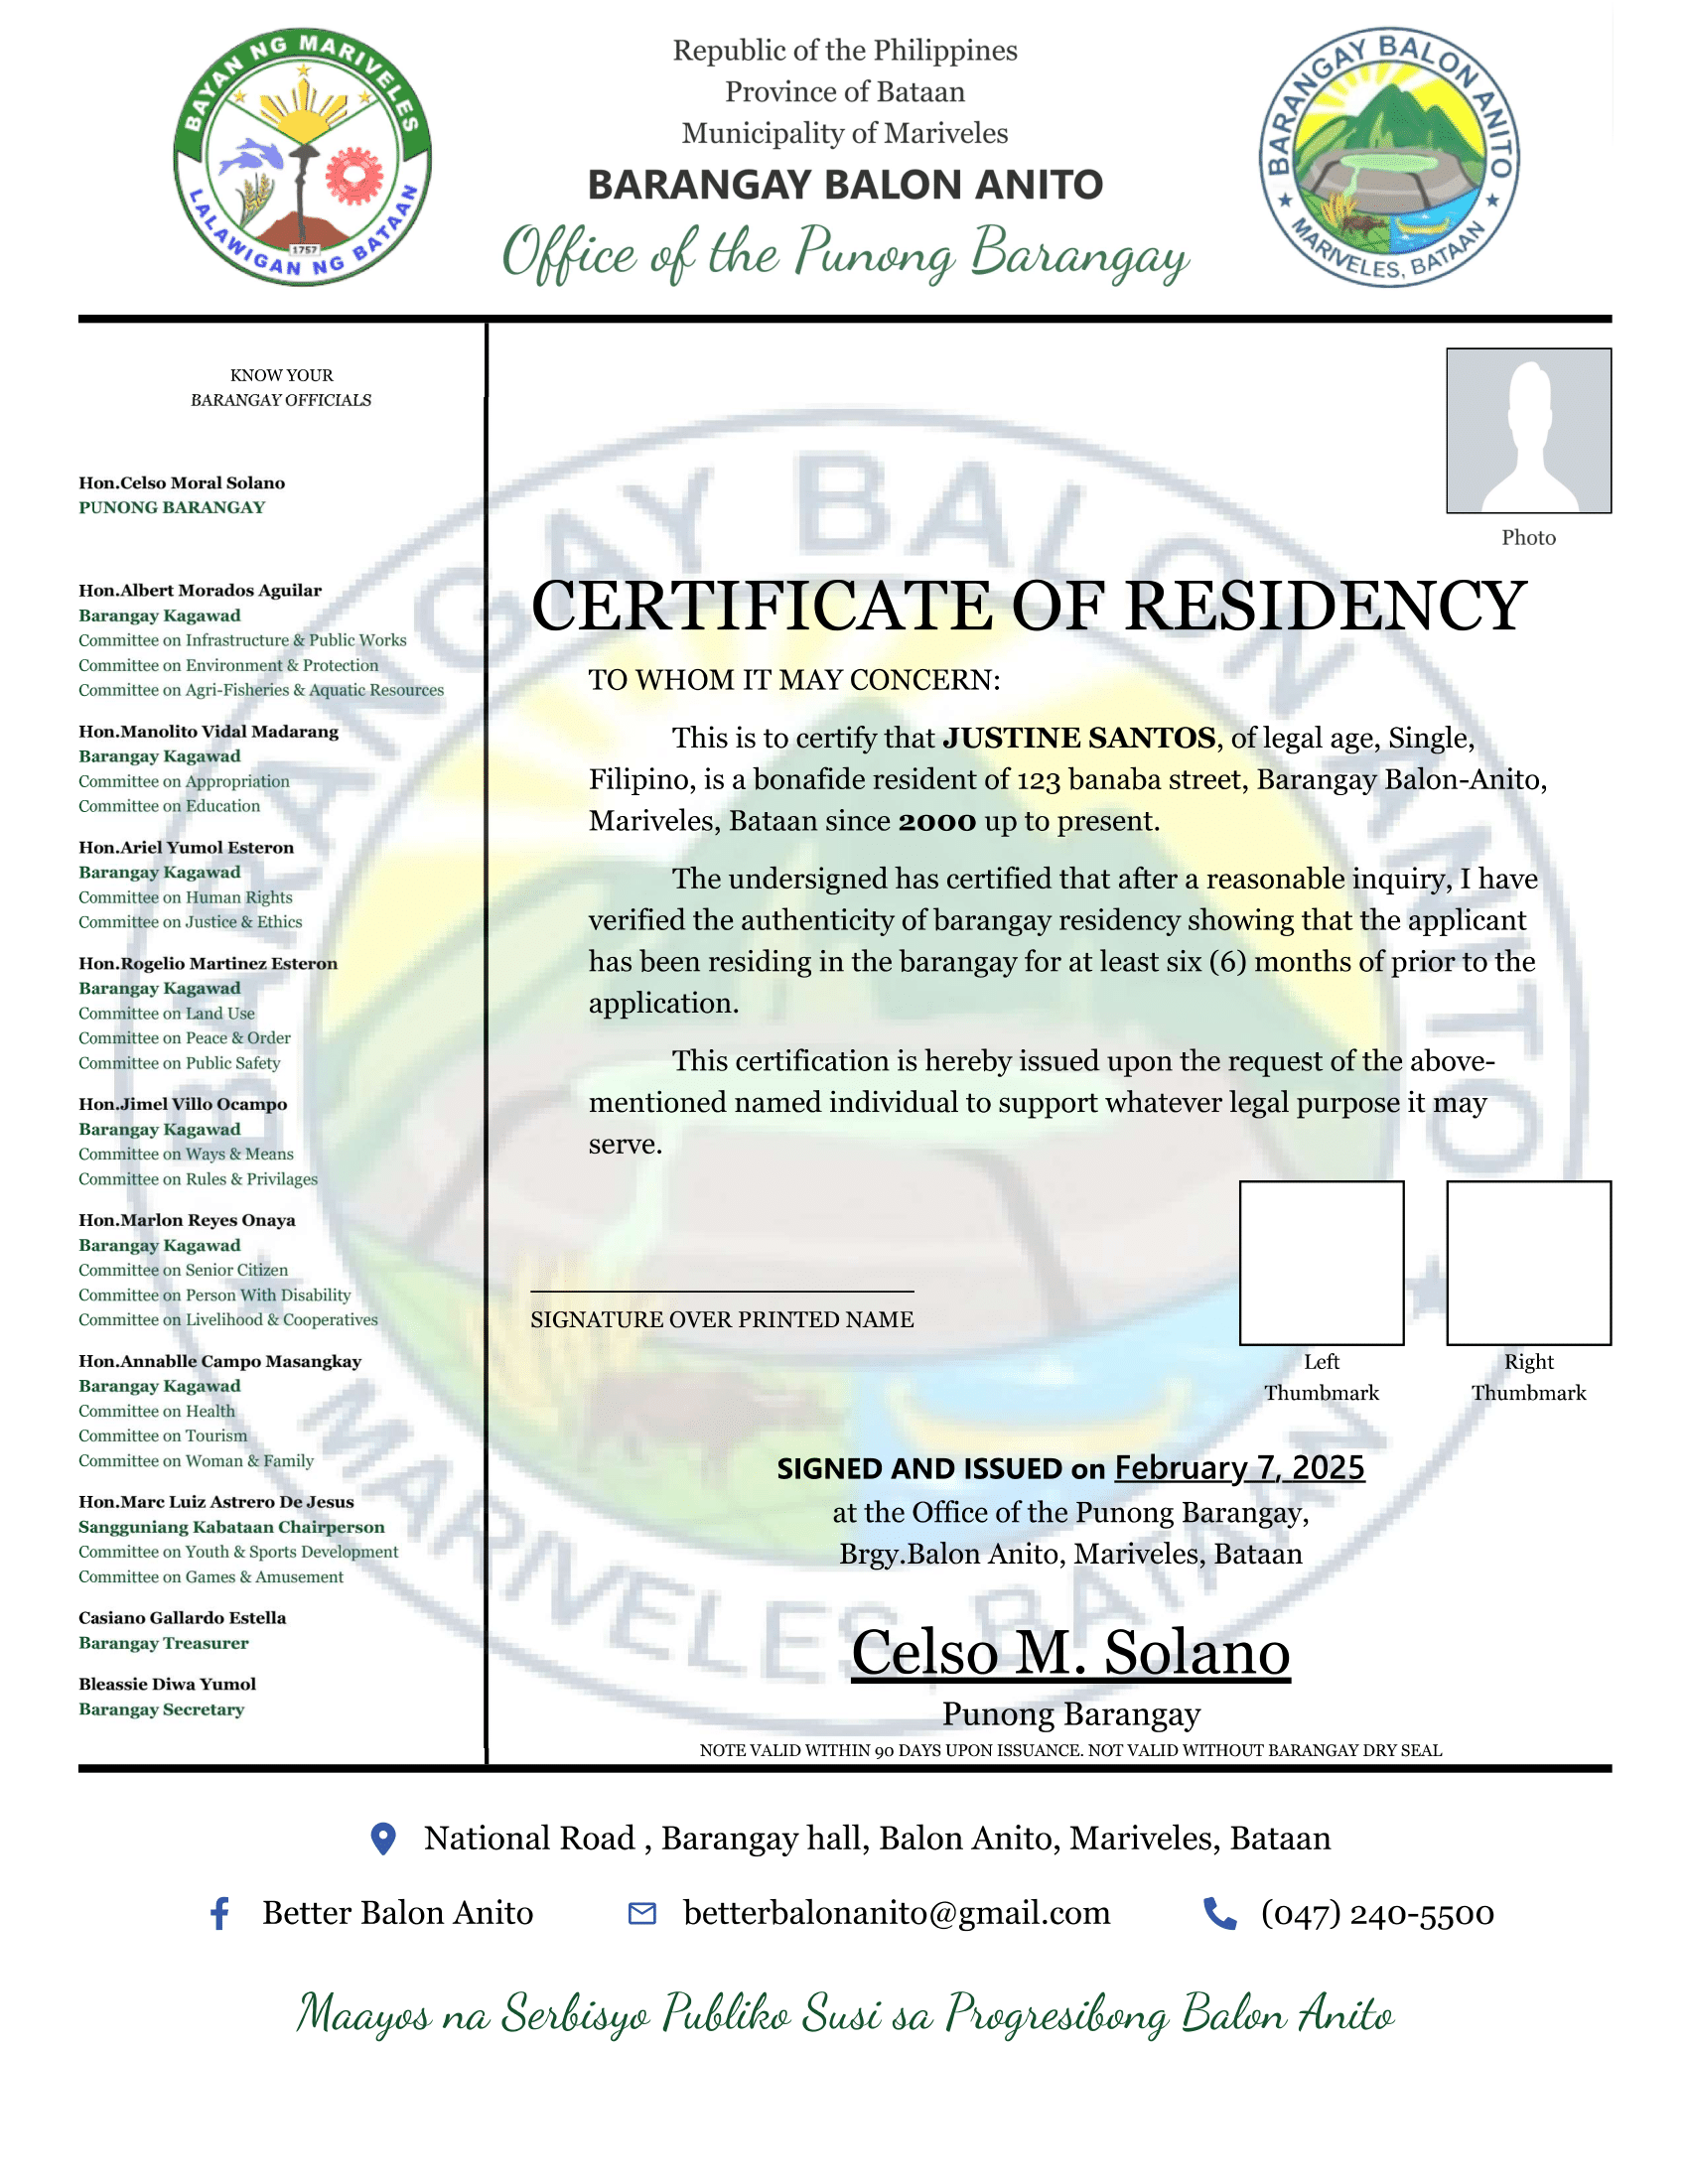 BAYAN NG MARIVELES
LALAWIGAN NG BATAAN
1757
Republic of the Philippines
Province of Bataan
Municipality of Mariveles
BARANGAY BALON ANITO
Office of the Punong Barangay
BARANGAY BALON ANITO
MARIVELES, BATAAN
KNOW YOUR
BARANGAY OFFICIALS
Hon.Celso Moral Solano
PUNONG BARANGAY
Hon.Albert Morados Aguilar
Barangay Kagawad
Committee on Infrastructure & Public Works
Committee on Environment & Protection
Committee on Agri-Fisheries & Aquatic Resources
Hon.Manolito Vidal Madarang
Barangay Kagawad
Committee on Appropriation
Committee on Education
Hon.Ariel Yumol Esteron
Barangay Kagawad
Committee on Human Rights
Committee on Justice & Ethics
Hon.Rogelio Martinez Esteron
Barangay Kagawad
Committee on Land Use
Committee on Peace & Order
Committee on Public Safety
Hon.Jimel Villo Ocampo
Barangay Kagawad
Committee on Ways & Means
Committee on Rules & Privilages
Hon.Marlon Reyes Onaya
Barangay Kagawad
Committee on Senior Citizen
Committee on Person With Disability
Committee on Livelihood & Cooperatives
Hon.Annablle Campo Masangkay
Barangay Kagawad
Committee on Health
Committee on Tourism
Committee on Woman & Family
Hon.Marc Luiz Astrero De Jesus
Sangguniang Kabataan Chairperson
Committee on Youth & Sports Development
Committee on Games & Amusement
Casiano Gallardo Estella
Barangay Treasurer
Bleassie Diwa Yumol
Barangay Secretary
Photo
CERTIFICATE OF RESIDENCY
TO WHOM IT MAY CONCERN:
This is to certify that JUSTINE SANTOS, of legal age, Single,
Filipino, is a bonafide resident of 123 banaba street, Barangay Balon-Anito,
Mariveles, Bataan since 2000 up to present.
The undersigned has certified that after a reasonable inquiry, I have
verified the authenticity of barangay residency showing that the applicant
has been residing in the barangay for at least six (6) months of prior to the
application.
This certification is hereby issued upon the request of the above-
mentioned named individual to support whatever legal purpose it may
serve.
SIGNATURE OVER PRINTED NAME
Left
Thumbmark
Right
Thumbmark
SIGNED AND ISSUED on February 7, 2025
at the Office of the Punong Barangay,
Brgy.Balon Anito, Mariveles, Bataan
Celso M. Solano
Punong Barangay
NOTE VALID WITHIN 90 DAYS UPON ISSUANCE. NOT VALID WITHOUT BARANGAY DRY SEAL
BARANGAY BALON ANITO
MARIVELES, BATAAN
National Road , Barangay hall, Balon Anito, Mariveles, Bataan
Better Balon Anito
betterbalonanito@gmail.com
(047) 240-5500
Maayos na Serbisyo Publiko Susi sa Progresibong Balon Anito